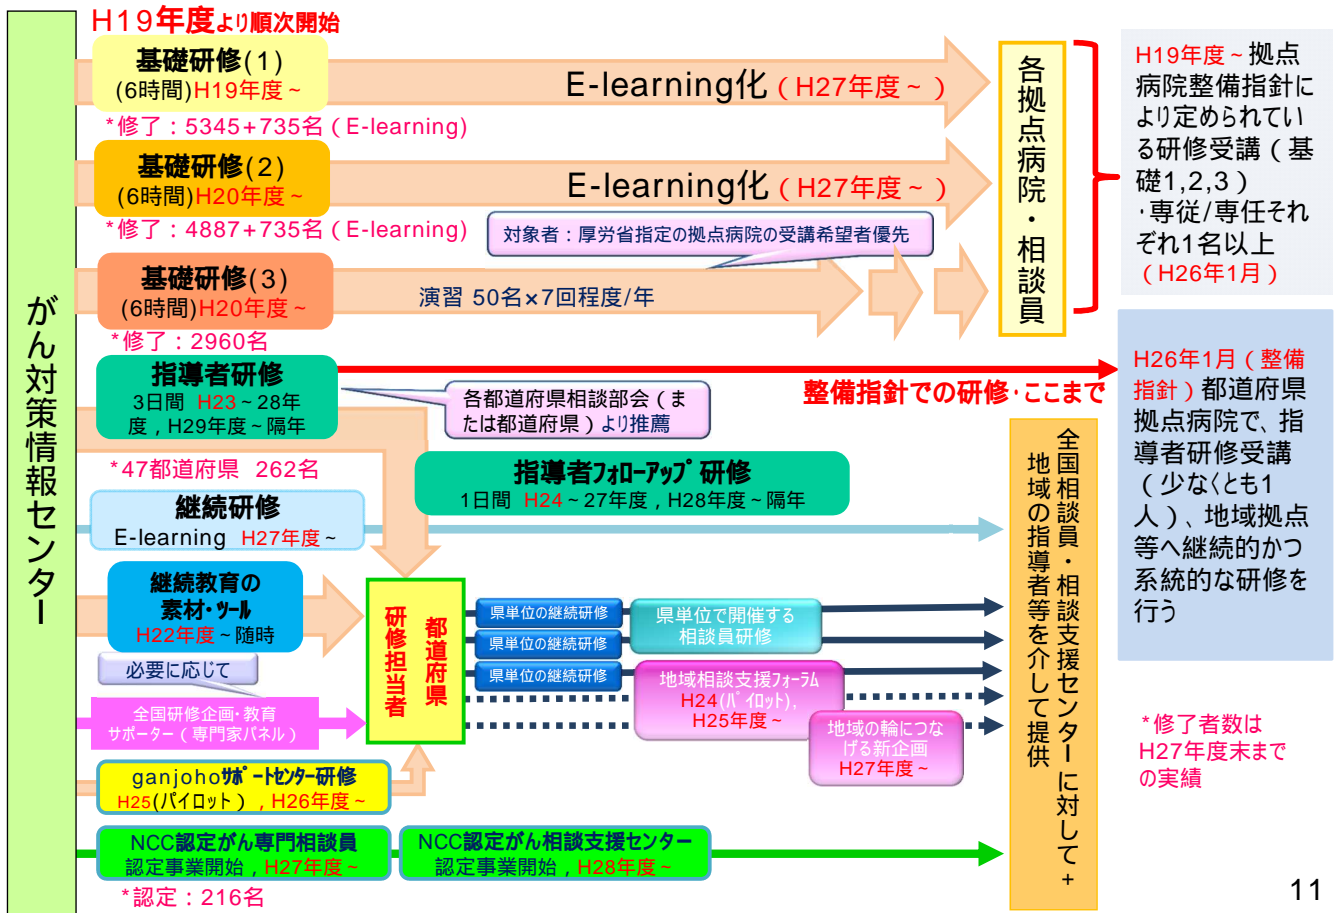 H19年度より順次開始
がん対策情報センター
基礎研修(1)
(6時間)H19年度~
E-learning化(H27年度~)
*修了:5345+735名(E-learning)
基礎研修(2)
(6時間)H20年度~
E-learning化(H27年度~)
*修了:4887+735名(E-learning)
対象者:厚労省指定の拠点病院の受講希望者優先
基礎研修(3)
(6時間)H20年度~
演習 50名×7回程度/年
*修了:2960名
各拠点病院・相談員
H19年度~拠点
病院整備指針に
より定められてい
る研修受講(基
礎1,2,3)
・専従/専任それ
ぞれ1名以上
(H26年1月)
指導者研修
3日間 H23~28年
度,H29年度~隔年
各都道府県相談部会(ま
たは都道府県)より推薦
整備指針での研修・ここまで
*47都道府県 262名
指導者フォローアップ研修
1日間 H24~27年度,H28年度~隔年
継続研修
E-learning H27年度~
継続教育の
素材・ツール
H22年度~随時
必要に応じて
全国研修企画・教育
サポーター(専門家パネル)
都道府県
研修担当者
県単位の継続研修
県単位の継続研修
県単位の継続研修
県単位で開催する
相談員研修
地域相談支援フォーラム
H24(パイロット),
H25年度~
地域の輪につな
げる新企画
H27年度~
ganjohoサポートセンター研修
H25(パイロット),H26年度~
NCC認定がん専門相談員
認定事業開始,H27年度~
NCC認定がん相談支援センター
認定事業開始,H28年度~
*認定:216名
全国相談員・相談支援センターに対して+
地域の指導者等を介して提供
H26年1月(整備
指針)都道府県
拠点病院で、指
導者研修受講
(少なくとも1
人)、地域拠点
等へ継続的かつ
系統的な研修を
行う
*修了者数は
H27年度末まで
の実績
11